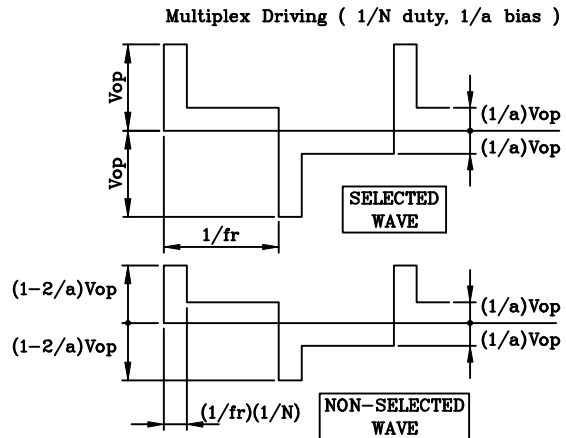 Multiplex Driving ( 1/N duty, 1/a bias )
Vop
Vop
(1/a)Vop
(1/a)Vop
SELECTED
WAVE
1/fr
(1-2/a)Vop
(1-2/a)Vop
(1/a)Vop
(1/a)Vop
(1/fr)(1/N)
NON-SELECTED
WAVE